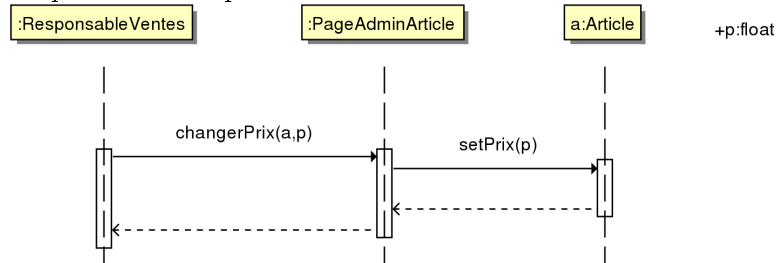 :ResponsableVentes
:PageAdminArticle
a:Article
+p:float
changerPrix(a,p)
setPrix(p)